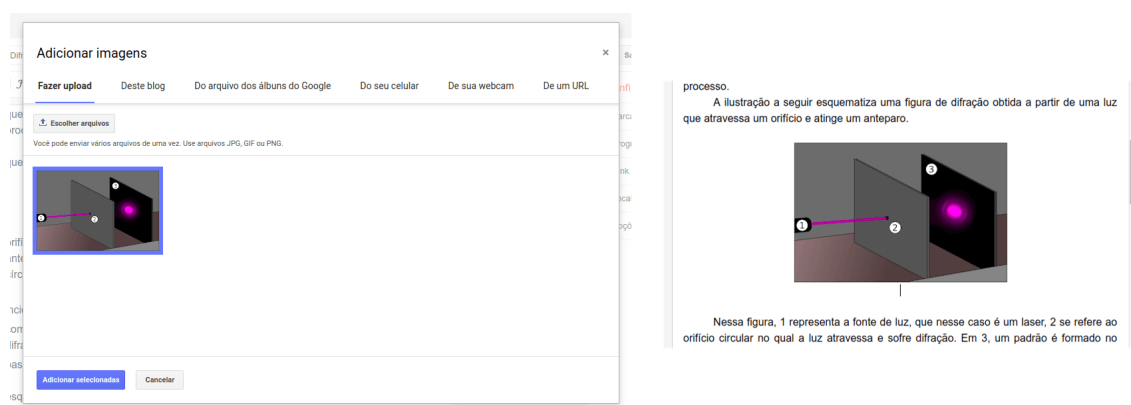 Adicionar imagens
×
Fazer upload
Deste blog
Do arquivo dos álbuns do Google
Do seu celular
De sua webcam
De um URL
Escolher arquivos
Você pode enviar vários arquivos de uma vez. Use arquivos JPG, GIF ou PNG.
1
2
3
Adicionar selecionadas
Cancelar
processo.
A ilustração a seguir esquematiza uma figura de difração obtida a partir de uma luz
que atravessa um orifício e atinge um anteparo.
1
2
3
Nessa figura, 1 representa a fonte de luz, que nesse caso é um laser, 2 se refere ao
orifício circular no qual a luz atravessa e sofre difração. Em 3, um padrão é formado no